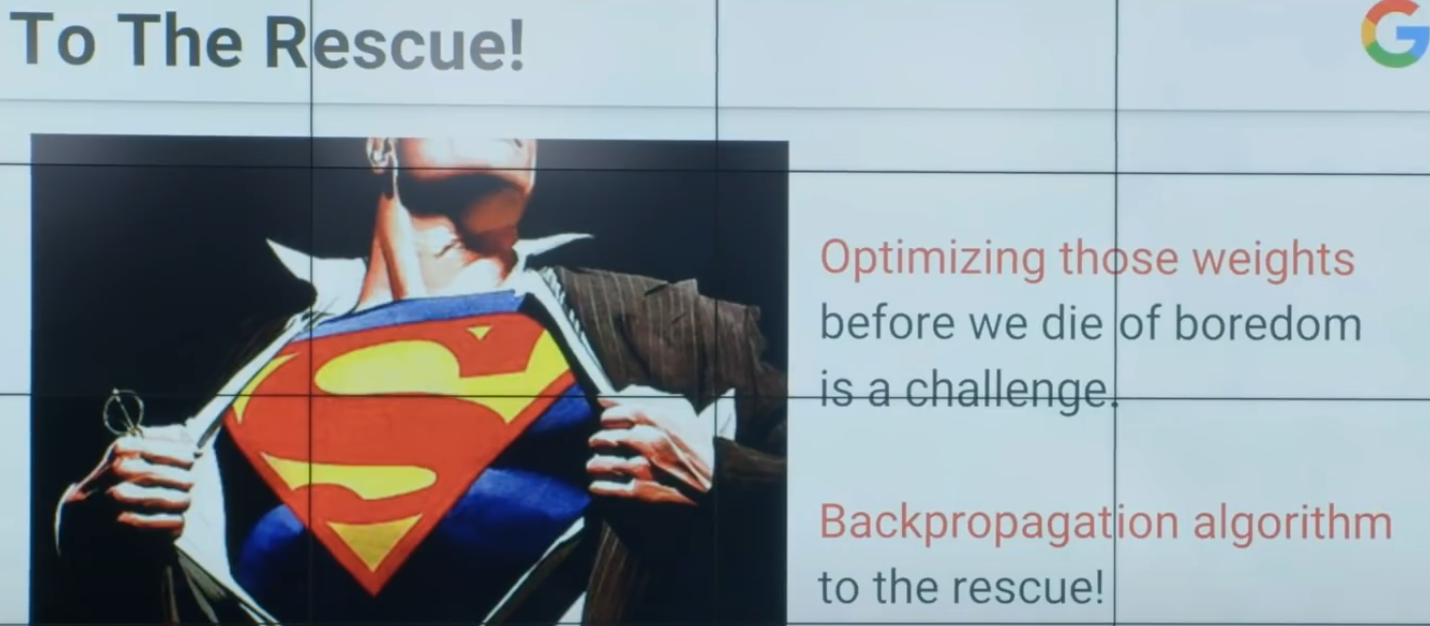 To The Rescue!
G
Optimizing those weights
before we die of boredom
is a challenge.
S
Backpropagation algorithm
to the rescue!